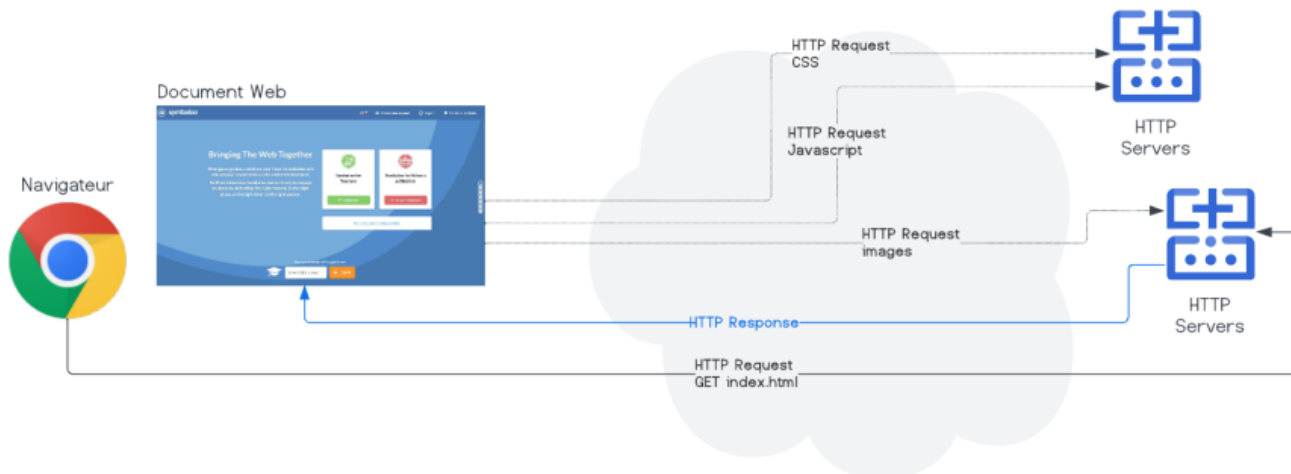 HTTP Request
CSS
Document Web
symbaloo
HTTP Request
Javascript
HTTP
Servers
Bringing The Web Together
Navigateur
HTTP Request
images
HTTP
Servers
HTTP Response
HTTP Request
GET index.html